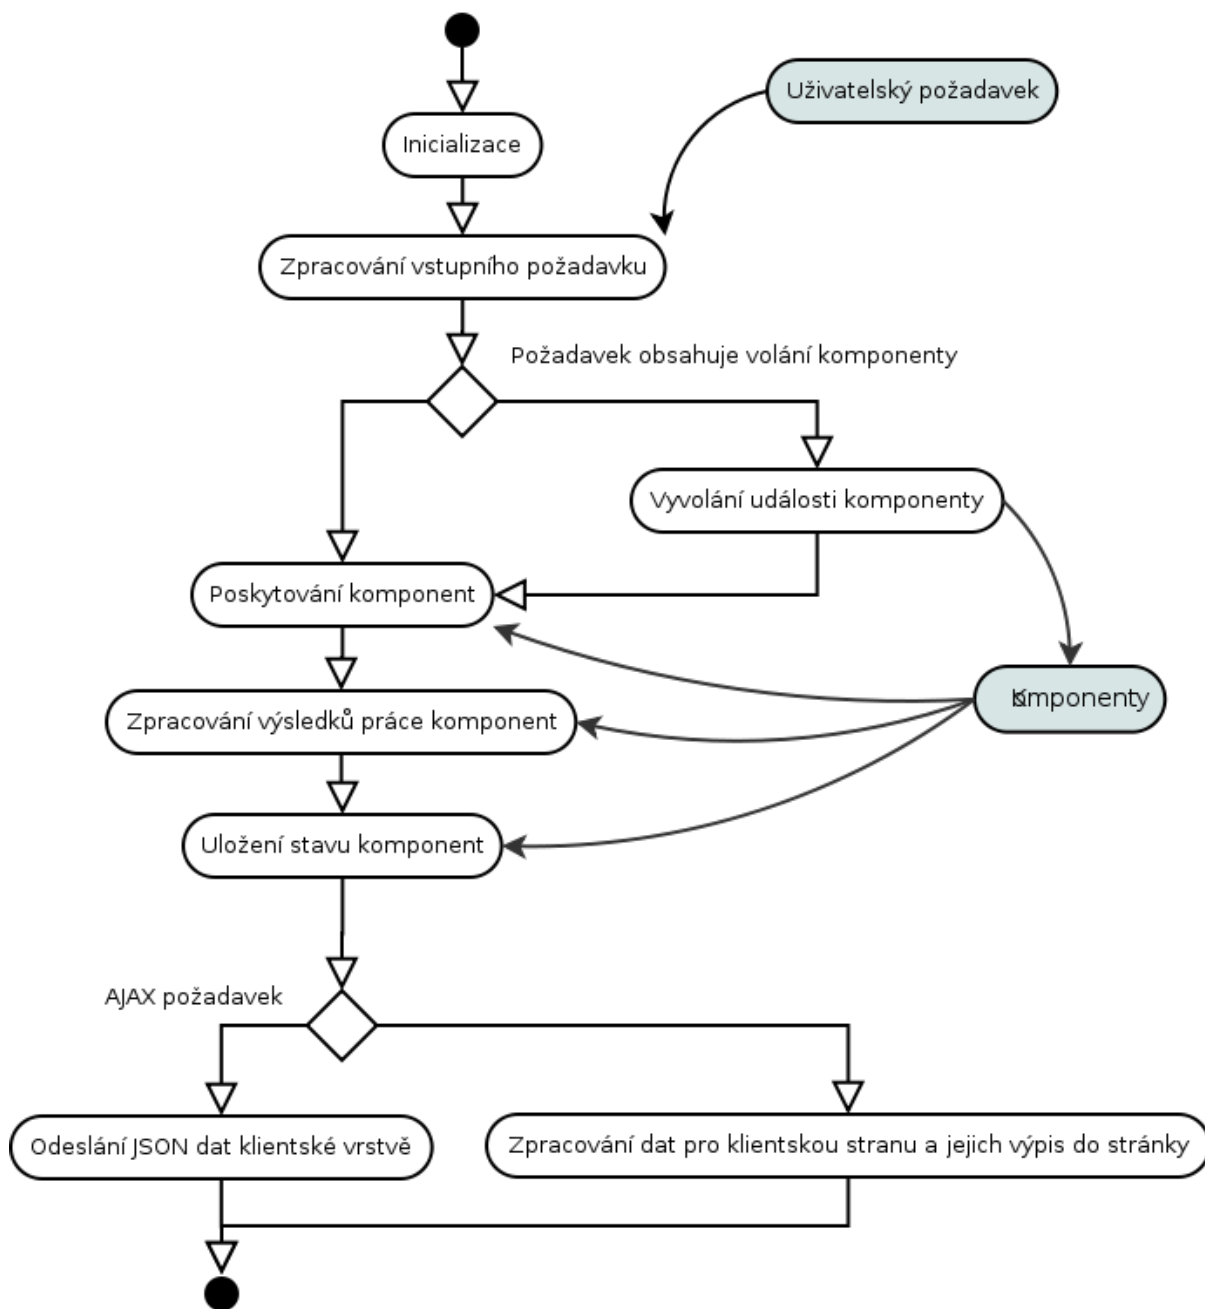 Uživatelský požadavek
Inicializace
Zpracování vstupního požadavku
Požadavek obsahuje volání komponenty
Vyvolání události komponenty
Poskytování komponent
Zpracování výsledků práce komponent
Uložení stavu komponent
AJAX požadavek
Odeslání JSON dat klientské vrstvě
Zpracování dat pro klientskou stranu a jejich výpis do stránky